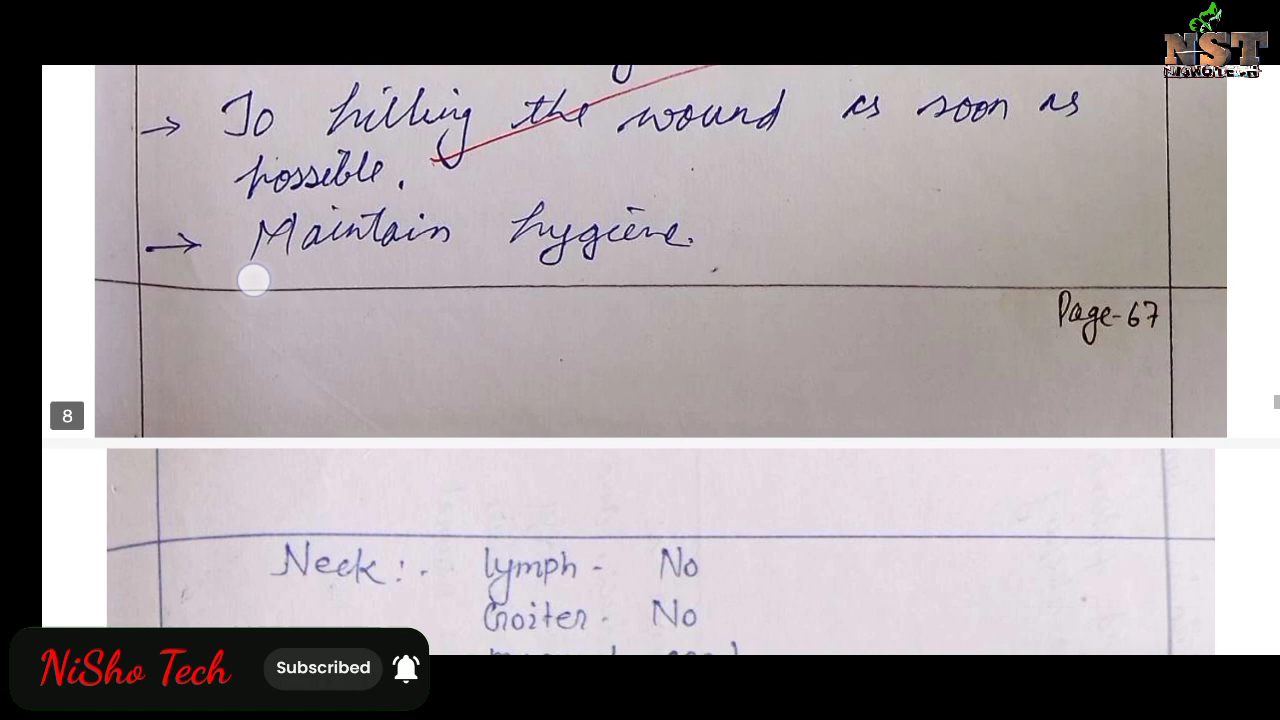 NST
→ To hilling the wound as soon as
possible.
→ Maintain hygiene.
Page-67
8
Neck:- lymph - No
Goiter - No
NiSho Tech
Subscribed